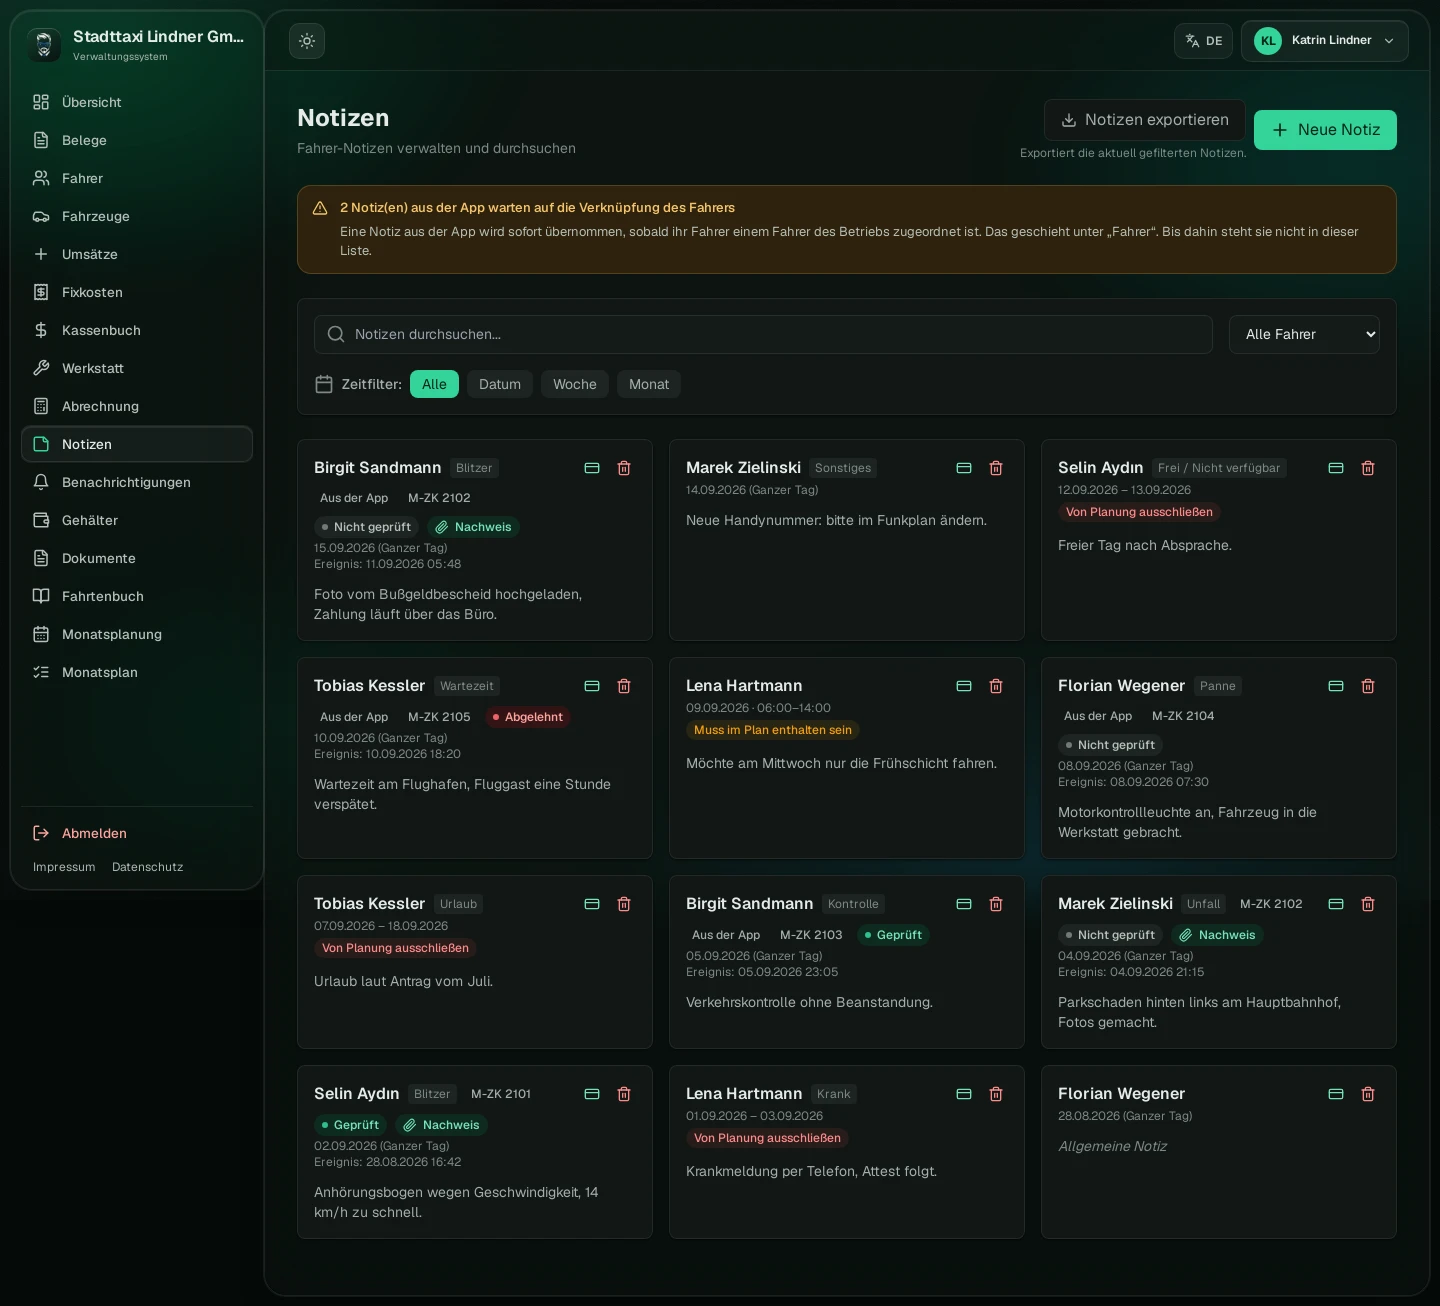 Stadttaxi Lindner Gm...
Verwaltungssystem
Übersicht
Belege
Fahrer
Fahrzeuge
Umsätze
Fixkosten
Kassenbuch
Werkstatt
Abrechnung
Notizen
Benachrichtigungen
Gehälter
Dokumente
Fahrtenbuch
Monatsplanung
Monatsplan
Abmelden
Impressum Datenschutz
DE
KL Katrin Lindner
Notizen
Fahrer-Notizen verwalten und durchsuchen
Notizen exportieren
Exportiert die aktuell gefilterten Notizen.
Neue Notiz
2 Notiz(en) aus der App warten auf die Verknüpfung des Fahrers
Eine Notiz aus der App wird sofort übernommen, sobald ihr Fahrer einem Fahrer des Betriebs zugeordnet ist. Das geschieht unter „Fahrer“. Bis dahin steht sie nicht in dieser
Liste.
Notizen durchsuchen...
Alle Fahrer
Zeitfilter: Alle Datum Woche Monat
Birgit Sandmann Blitzer
Aus der App M-ZK 2102
Nicht geprüft Nachweis
15.09.2026 (Ganzer Tag)
Ereignis: 11.09.2026 05:48
Foto vom Bußgeldbescheid hochgeladen,
Zahlung läuft über das Büro.
Marek Zielinski Sonstiges
14.09.2026 (Ganzer Tag)
Neue Handynummer: bitte im Funkplan ändern.
Selin Aydın Frei / Nicht verfügbar
12.09.2026 – 13.09.2026
Von Planung ausschließen
Freier Tag nach Absprache.
Tobias Kessler Wartezeit
Aus der App M-ZK 2105 Abgelehnt
10.09.2026 (Ganzer Tag)
Ereignis: 10.09.2026 18:20
Wartezeit am Flughafen, Fluggast eine Stunde
verspätet.
Lena Hartmann
09.09.2026 · 06:00–14:00
Muss im Plan enthalten sein
Möchte am Mittwoch nur die Frühschicht fahren.
Florian Wegener Panne
Aus der App M-ZK 2104
Nicht geprüft
08.09.2026 (Ganzer Tag)
Ereignis: 08.09.2026 07:30
Motorkontrollleuchte an, Fahrzeug in die
Werkstatt gebracht.
Tobias Kessler Urlaub
07.09.2026 – 18.09.2026
Von Planung ausschließen
Urlaub laut Antrag vom Juli.
Birgit Sandmann Kontrolle
Aus der App M-ZK 2103 Geprüft
05.09.2026 (Ganzer Tag)
Ereignis: 05.09.2026 23:05
Verkehrskontrolle ohne Beanstandung.
Marek Zielinski Unfall M-ZK 2102
Nicht geprüft Nachweis
04.09.2026 (Ganzer Tag)
Ereignis: 04.09.2026 21:15
Parkschaden hinten links am Hauptbahnhof,
Fotos gemacht.
Selin Aydın Blitzer M-ZK 2101
Geprüft Nachweis
02.09.2026 (Ganzer Tag)
Ereignis: 28.08.2026 16:42
Anhörungsbogen wegen Geschwindigkeit, 14
km/h zu schnell.
Lena Hartmann Krank
01.09.2026 – 03.09.2026
Von Planung ausschließen
Krankmeldung per Telefon, Attest folgt.
Florian Wegener
28.08.2026 (Ganzer Tag)
Allgemeine Notiz